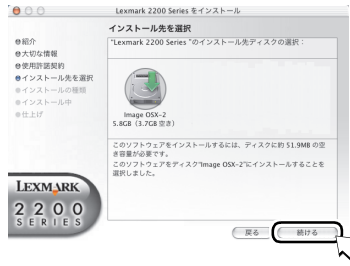 Lexmark 2200 Series をインストール
インストール先を選択
紹介
大切な情報
使用許諾契約
インストール先を選択
インストールの種類
インストール中
仕上げ
"Lexmark 2200 Series "のインストール先ディスクの選択：
Image OSX-2
5.8GB（3.7GB 空き）
このソフトウェアをインストールするには、ディスクに約 51.9MB の空
き容量が必要です。
このソフトウェアをディスク"Image OSX-2"にインストールすることを
選択しました。
LEXMARK
2200
SERIES
戻る
続ける